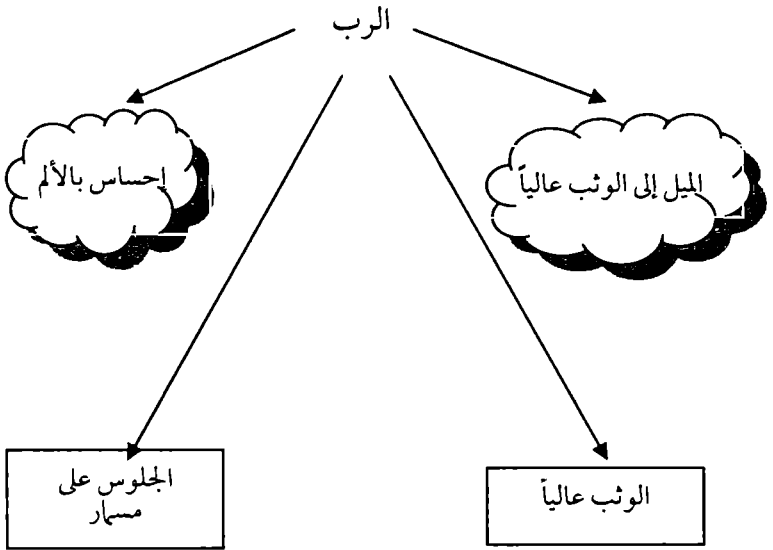 الرب
الميل إلى الوثب عالياً
إحساس بالألم
الوثب عالياً
الجلوس على
مسمار